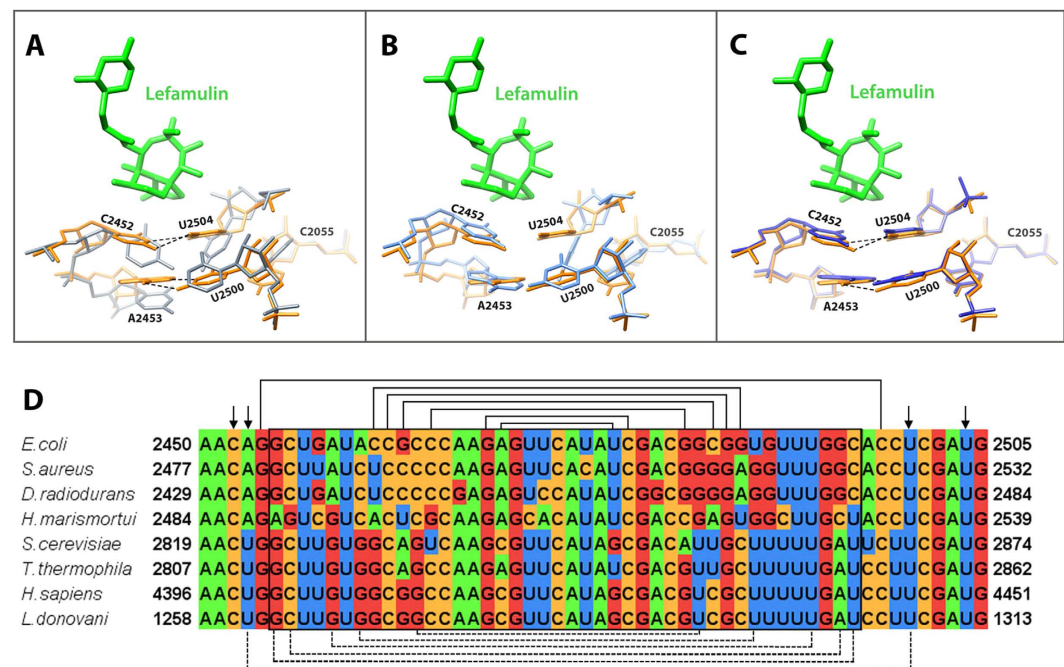 A
Lefamulin
C2452
U2504
C2055
U2500
A2453
B
Lefamulin
C2452
U2504
C2055
U2500
A2453
C
Lefamulin
C2452
U2504
C2055
U2500
A2453
D
E.coli 2450 AACAGGCUGAUACCGCCCAAGAGUUCAUAUCGACGGCGGUGUUUGGCACCUCGAUG 2505
S.aureus 2477 AACAGGCUUAUCUCCCCCAAGAGUUCACAUCGACGGGGAGGUUUGGCACCUCGAUG 2532
D.radiodurans 2429 AACAGGCUGAUCUCCCCCGAGAGUCCAUAUCGGCGGGGAGGUUUGGCACCUCGAUG 2484
H.marismortui 2484 AACAGAGUCGUCACUCGCAAGAGCACAUAUCGACCGAGUGGCUUGCUACCUCGAUG 2539
S.cerevisiae 2819 AACUGGCUUGUGGCAGUCAAGCGUUCAUAGCGACAUUGCUUUUUGAUUCUUCGAUG 2874
T.thermophila 2807 AACUGGCUUGUGGCAGCCAAGAGUUCAUAUCGACGUUGCUUUUUGAUCCUUCGAUG 2862
H.sapiens 4396 AACUGGCUUGUGGCGGCCAAGCGUUCAUAGCGACGUCGCUUUUUGAUCCUUCGAUG 4451
L.donovani 1258 AACUGGCUUGUGGCGGCCAAGCGUUCAUAGCGACGUCGCUUUUUGAUCCUUCGAUG 1313